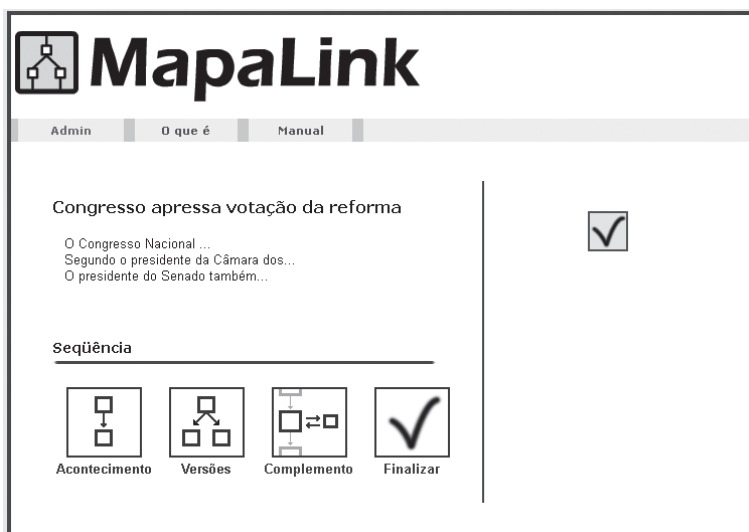 MapaLink
Admin O que é Manual
Congresso apressa votação da reforma
O Congresso Nacional ...
Segundo o presidente da Câmara dos...
O presidente do Senado também...
Seqüência
Acontecimento Versões Complemento Finalizar